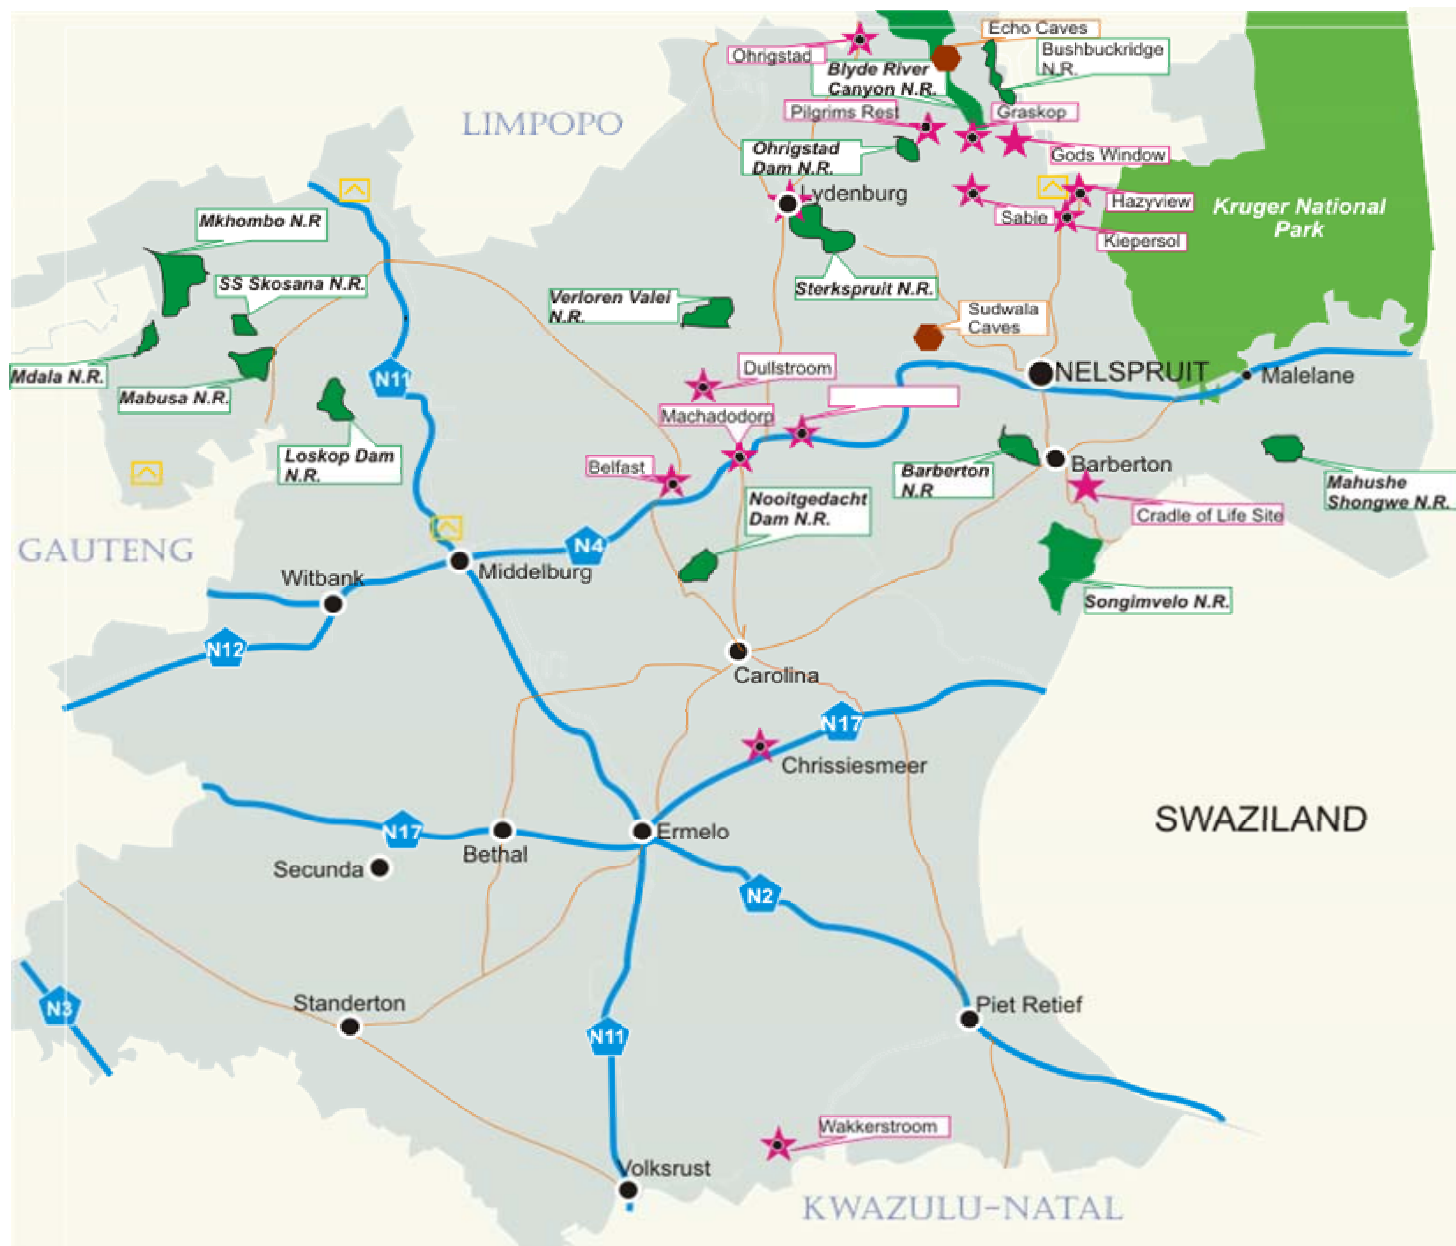 Echo Caves
Ohrigstad
Bushbuckridge
N.R.
Blyde River
Canyon N.R.
Pilgrims Rest
Graskop
LIMPOPO
Ohrigstad
Dam N.R.
Gods Window
Lydenburg
Hazyview
Sabie
Kruger National
Park
Kiepersol
Mkhombo N.R
SS Skosana N.R.
Sterkspruit N.R.
Verloren Valei
N.R.
Sudwala
Caves
Mdala N.R.
N11
Dullstroom
NELSPRUIT
Malelane
Mabusa N.R.
Machadodorp
Loskop Dam
N.R.
Belfast
Barberton
N.R
Barberton
Mahushe
Shongwe N.R.
Nooitgedacht
Dam N.R.
Cradle of Life Site
GAUTENG
N4
Witbank
Middelburg
Songimvelo N.R.
N12
Carolina
N17
Chrissiesmeer
SWAZILAND
N17
Ermelo
Bethal
Secunda
N2
N3
Standerton
Piet Retief
N11
Wakkerstroom
Volksrust
KWAZULU-NATAL